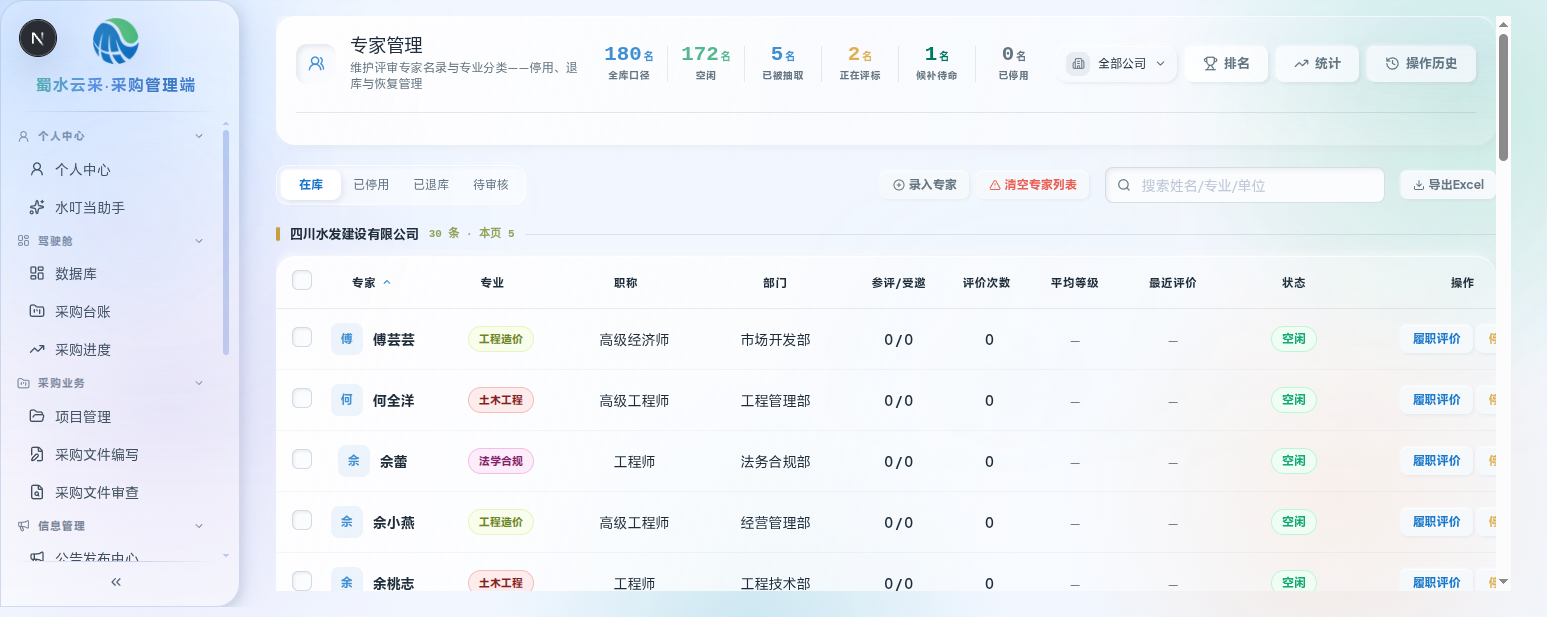 N
蜀水云采·采购管理端
个人中心
个人中心
水叮当助手
驾驶舱
数据库
采购台账
采购进度
采购业务
项目管理
采购文件编写
采购文件审查
信息管理
公告发布中心
专家管理
维护评审专家名录与专业分类——停用、退
库与恢复管理
180名 172名 5名 2名 1名 0名
全库口径 空闲 已被抽取 正在评标 候补待命 已停用
全部公司 排名 统计 操作历史
在库 已停用 已退库 待审核
录入专家 清空专家列表 搜索姓名/专业/单位 导出Excel
四川水发建设有限公司 30 条 · 本页 5
专家 专业 职称 部门 参评/受邀 评价次数 平均等级 最近评价 状态 操作
傅 傅芸芸 工程造价 高级经济师 市场开发部 0/0 0 — — 空闲 履职评价
何 何全洋 土木工程 高级工程师 工程管理部 0/0 0 — — 空闲 履职评价
佘 佘蕾 法学合规 工程师 法务合规部 0/0 0 — — 空闲 履职评价
佘 佘小燕 工程造价 高级工程师 经营管理部 0/0 0 — — 空闲 履职评价
余 余桃志 土木工程 工程师 工程技术部 0/0 0 — — 空闲 履职评价